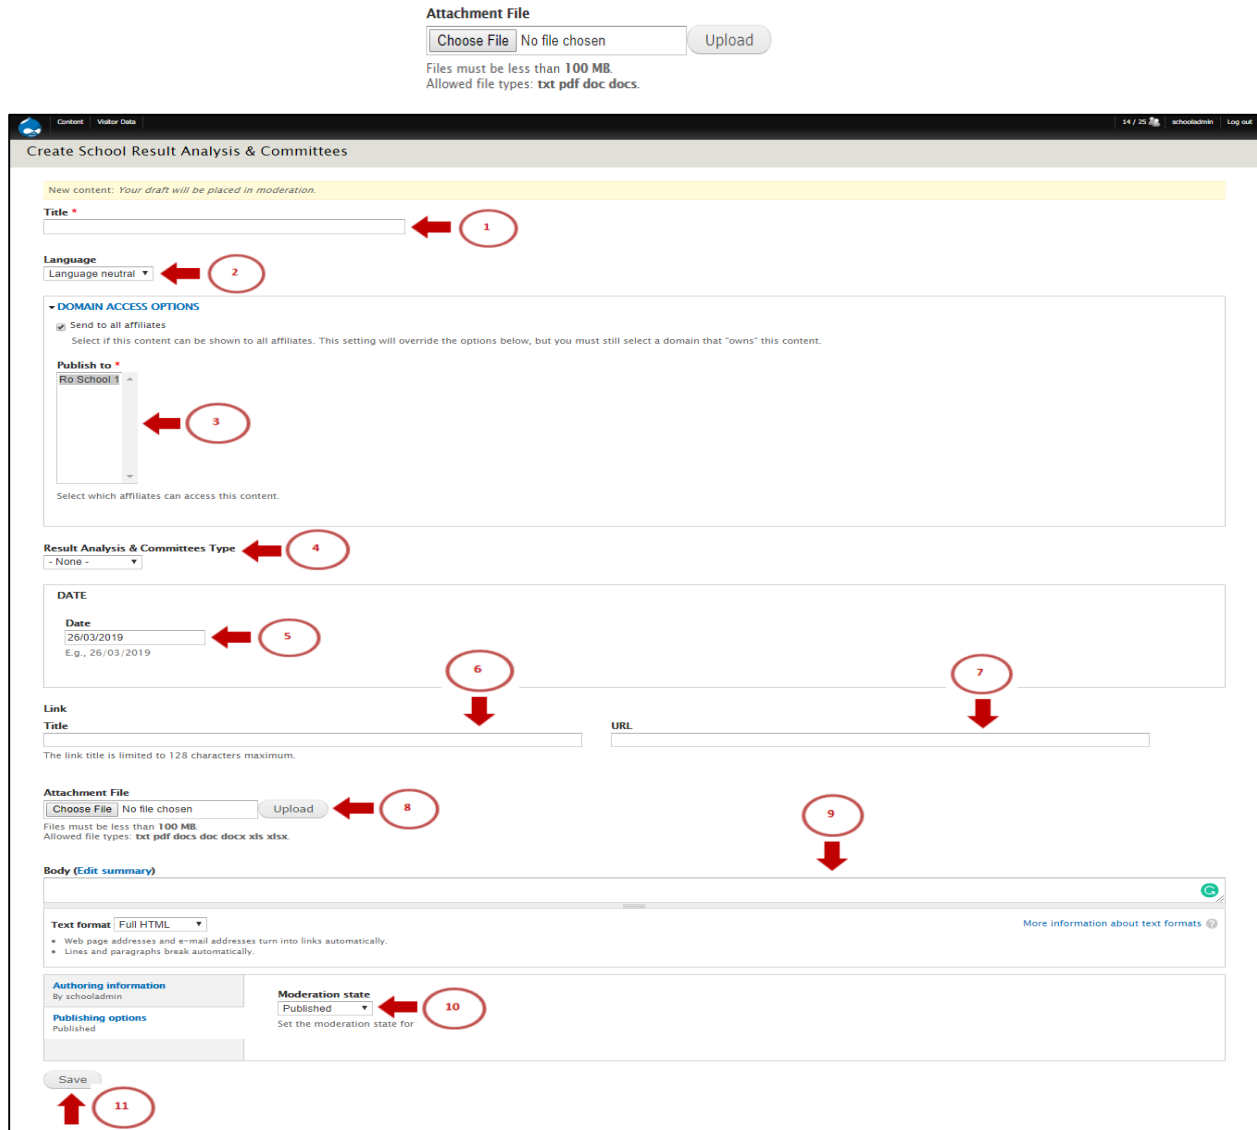 Attachment File
Choose File No file chosen Upload
Files must be less than 100 MB.
Allowed file types: txt pdf doc docs.
Content Visitor Data 14 / 25 schooladmin Log out
Create School Result Analysis & Committees
New content: Your draft will be placed in moderation.
Title *
1
Language
Language neutral
2
DOMAIN ACCESS OPTIONS
Send to all affiliates
Select if this content can be shown to all affiliates. This setting will override the options below, but you must still select a domain that "owns" this content.
Publish to *
Ro School 1
3
Select which affiliates can access this content.
Result Analysis & Committees Type
4
- None -
DATE
Date
26/03/2019
5
E.g., 26/03/2019
6
7
Link
Title URL
The link title is limited to 128 characters maximum.
Attachment File
Choose File No file chosen Upload
8
Files must be less than 100 MB.
Allowed file types: txt pdf docs doc docx xls xlsx.
9
Body (Edit summary)
Text format Full HTML More information about text formats ?
Web page addresses and e-mail addresses turn into links automatically.
Lines and paragraphs break automatically.
Authoring information
By schooladmin
Publishing options
Published
Moderation state
Published
10
Set the moderation state for
Save
11